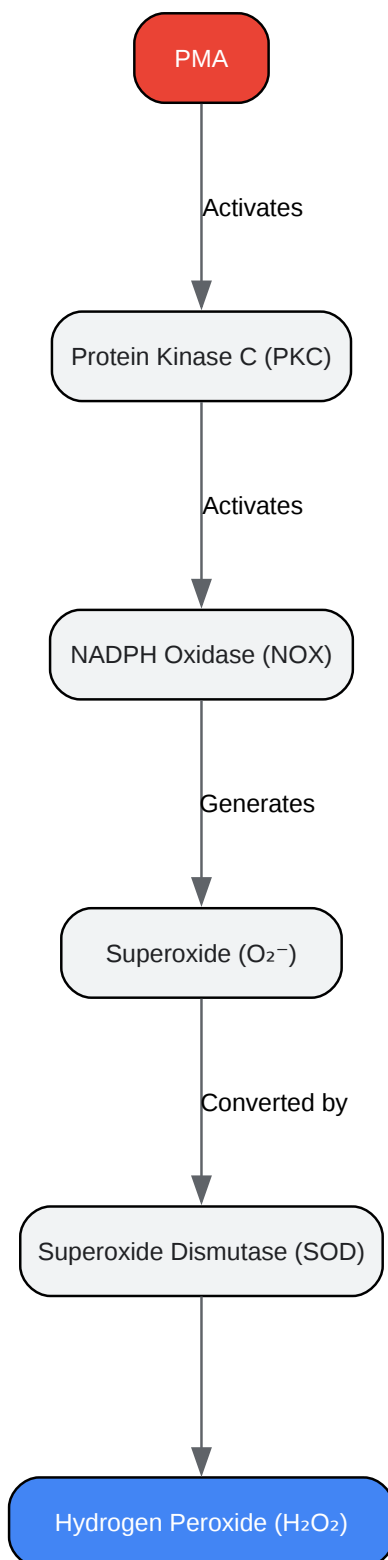 PMA
Activates
Protein Kinase C (PKC)
Activates
NADPH Oxidase (NOX)
Generates
Superoxide (O₂⁻)
Converted by
Superoxide Dismutase (SOD)
Hydrogen Peroxide (H₂O₂)